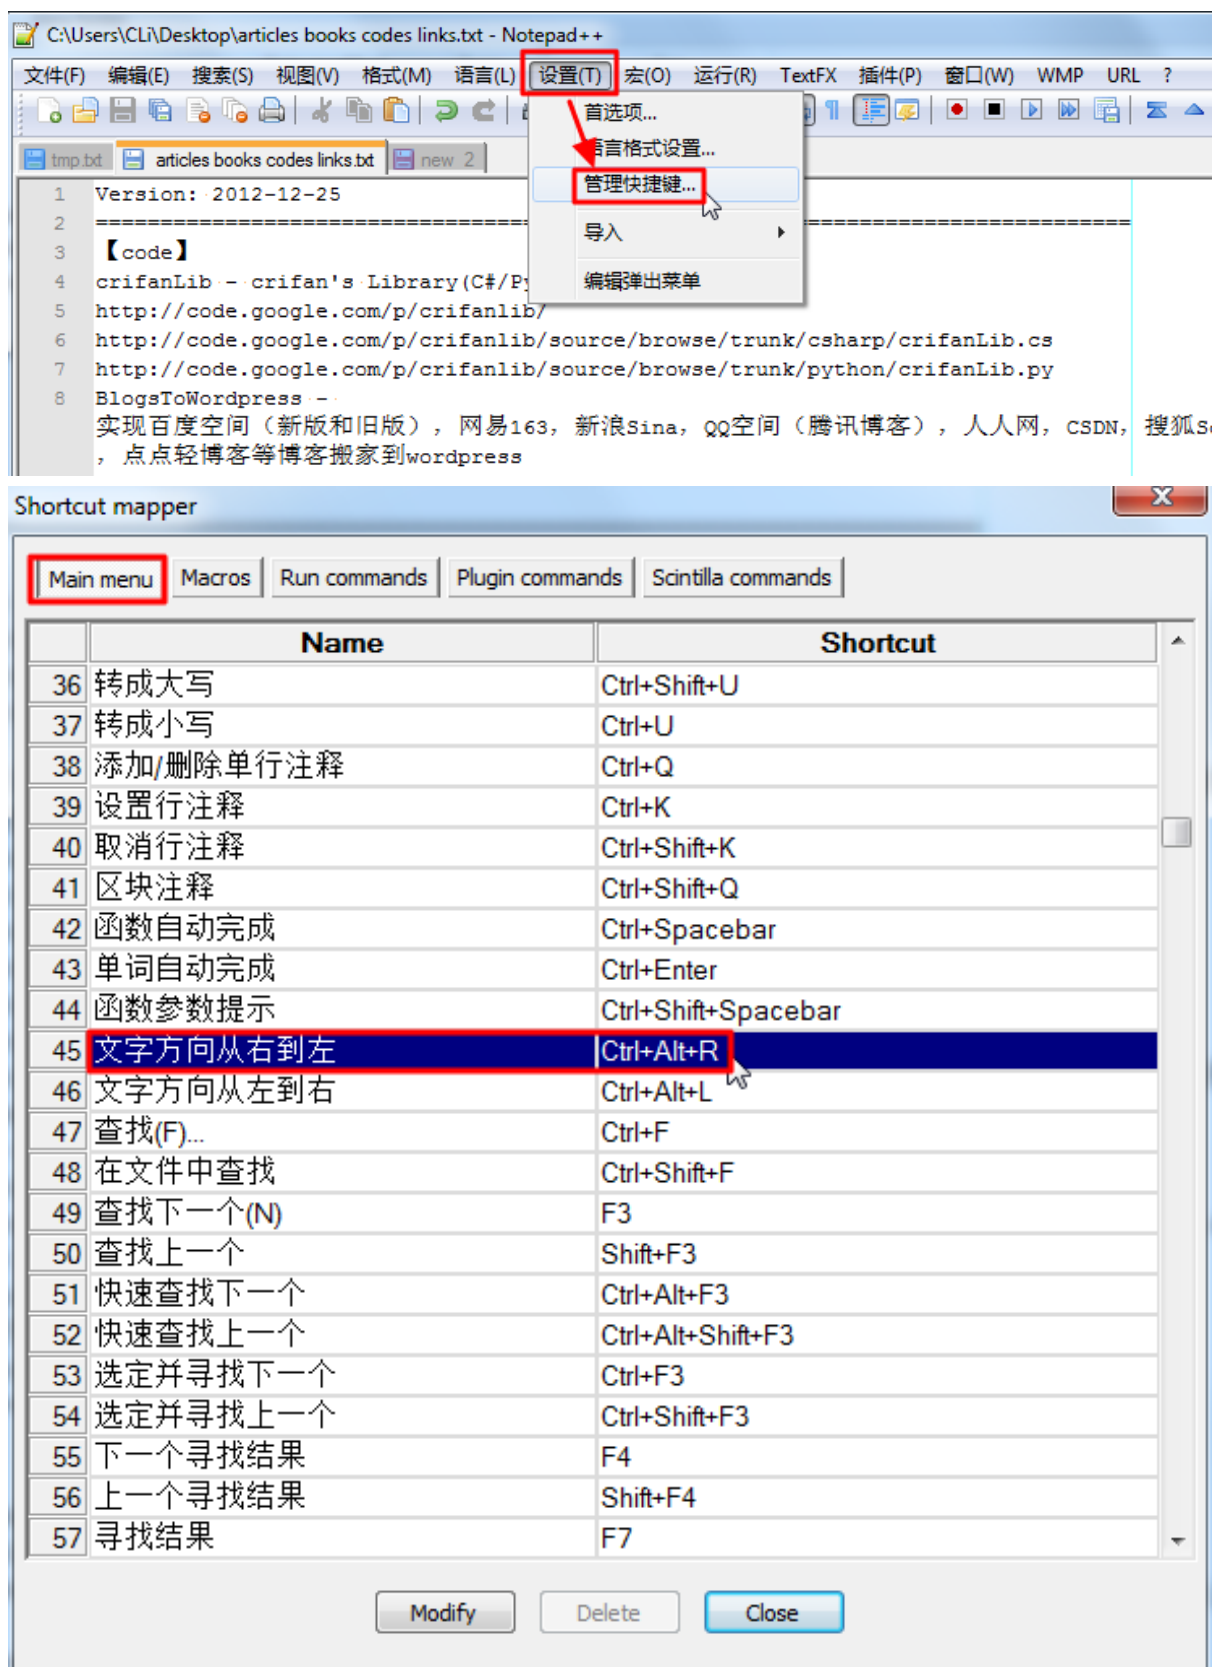 C:\Users\CLi\Desktop\articles books codes links.txt - Notepad++
文件(F) 编辑(E) 搜索(S) 视图(V) 格式(M) 语言(L) 设置(T) 宏(O) 运行(R) TextFX 插件(P) 窗口(W) WMP URL ?
首选项...
言格式设置...
管理快捷键...
导入
编辑弹出菜单
tmp.txt articles books codes links.txt new 2
1 Version: 2012-12-25
2 ==============================
3 【code】
4 crifanLib - crifan's Library(C#/Py
5 http://code.google.com/p/crifanlib/
6 http://code.google.com/p/crifanlib/source/browse/trunk/csharp/crifanLib.cs
7 http://code.google.com/p/crifanlib/source/browse/trunk/python/crifanLib.py
8 BlogsToWordpress -
实现百度空间（新版和旧版），网易163，新浪Sina，QQ空间（腾讯博客），人人网，CSDN，搜狐So
，点点轻博客等博客搬家到wordpress
Shortcut mapper
Main menu Macros Run commands Plugin commands Scintilla commands
Name Shortcut
36 转成大写 Ctrl+Shift+U
37 转成小写 Ctrl+U
38 添加/删除单行注释 Ctrl+Q
39 设置行注释 Ctrl+K
40 取消行注释 Ctrl+Shift+K
41 区块注释 Ctrl+Shift+Q
42 函数自动完成 Ctrl+Spacebar
43 单词自动完成 Ctrl+Enter
44 函数参数提示 Ctrl+Shift+Spacebar
45 文字方向从右到左 Ctrl+Alt+R
46 文字方向从左到右 Ctrl+Alt+L
47 查找(F)... Ctrl+F
48 在文件中查找 Ctrl+Shift+F
49 查找下一个(N) F3
50 查找上一个 Shift+F3
51 快速查找下一个 Ctrl+Alt+F3
52 快速查找上一个 Ctrl+Alt+Shift+F3
53 选定并寻找下一个 Ctrl+F3
54 选定并寻找上一个 Ctrl+Shift+F3
55 下一个寻找结果 F4
56 上一个寻找结果 Shift+F4
57 寻找结果 F7
Modify Delete Close